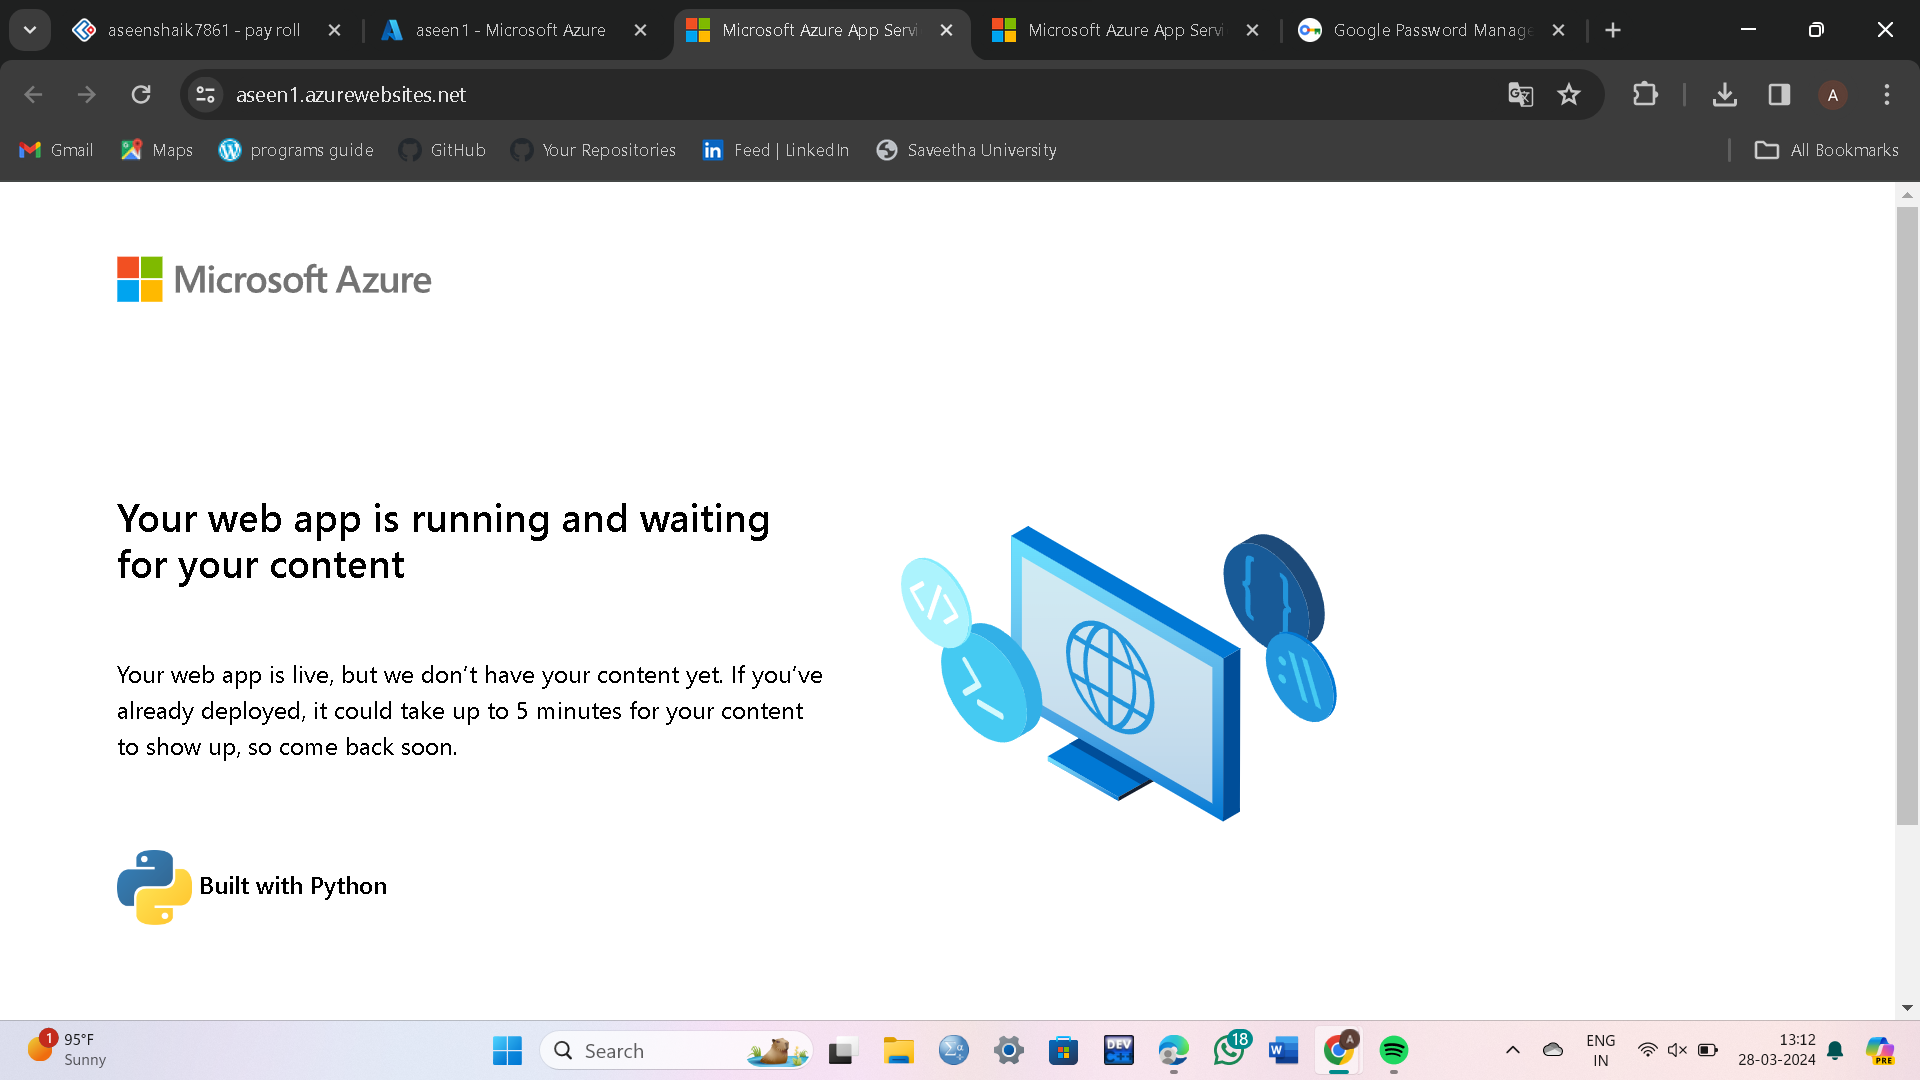 aseenshaik7861 - pay roll
aseen1 - Microsoft Azure
Microsoft Azure App Servi
Microsoft Azure App Servi
Google Password Manage
aseen1.azurewebsites.net
A
Gmail
Maps
programs guide
GitHub
Your Repositories
Feed | LinkedIn
Saveetha University
All Bookmarks
Microsoft Azure
Your web app is running and waiting
for your content
Your web app is live, but we don’t have your content yet. If you’ve
already deployed, it could take up to 5 minutes for your content
to show up, so come back soon.
Built with Python
1
95°F
Sunny
Search
DEV
C++
18
A
ENG
IN
13:12
28-03-2024
PRE